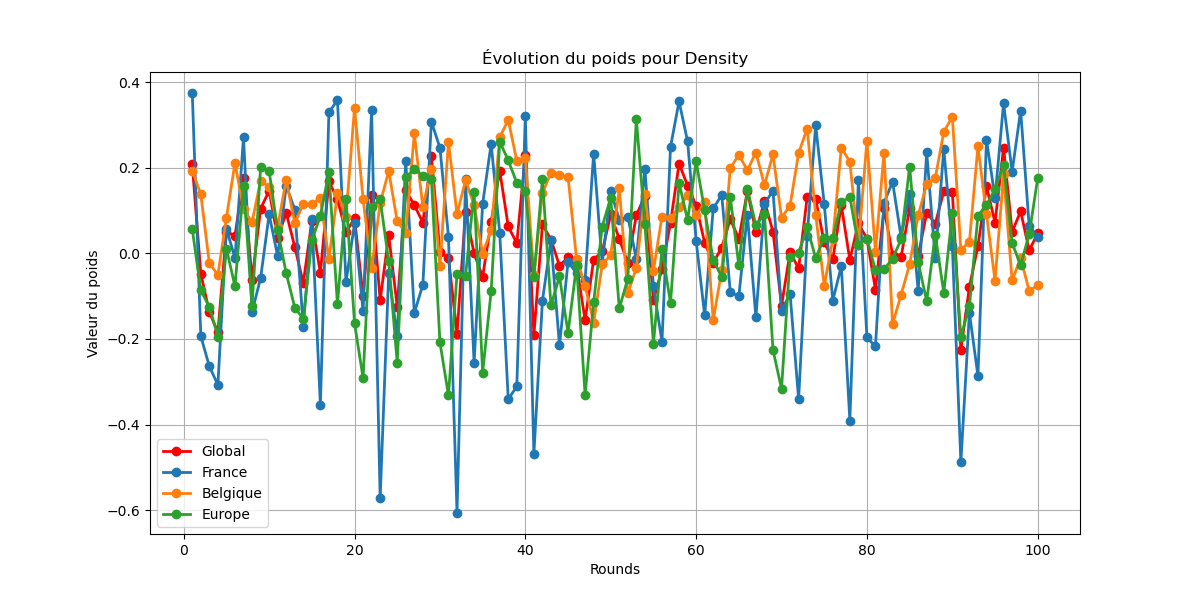 Évolution du poids pour Density
Valeur du poids
0.4
0.2
0.0
−0.2
−0.4
−0.6
Global
France
Belgique
Europe
0 20 40 60 80 100
Rounds